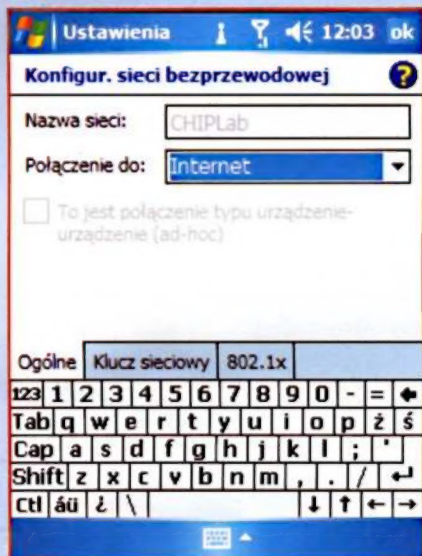 Ustawienia 12:03 ok
Konfigur. sieci bezprzewodowej ?
Nazwa sieci: CHIPLab
Połączenie do: Internet
To jest połączenie typu urządzenie-
urządzenie (ad-hoc)
Ogólne Klucz sieciowy 802.1x
123 1 2 3 4 5 6 7 8 9 0 - = ←
Tab q w e r t y u i o p ż ś
Cap a s d f g h j k l ; '
Shift z x c v b n m , . / ↵
Ctl áü ¿ \ ↓ ↑ ← →